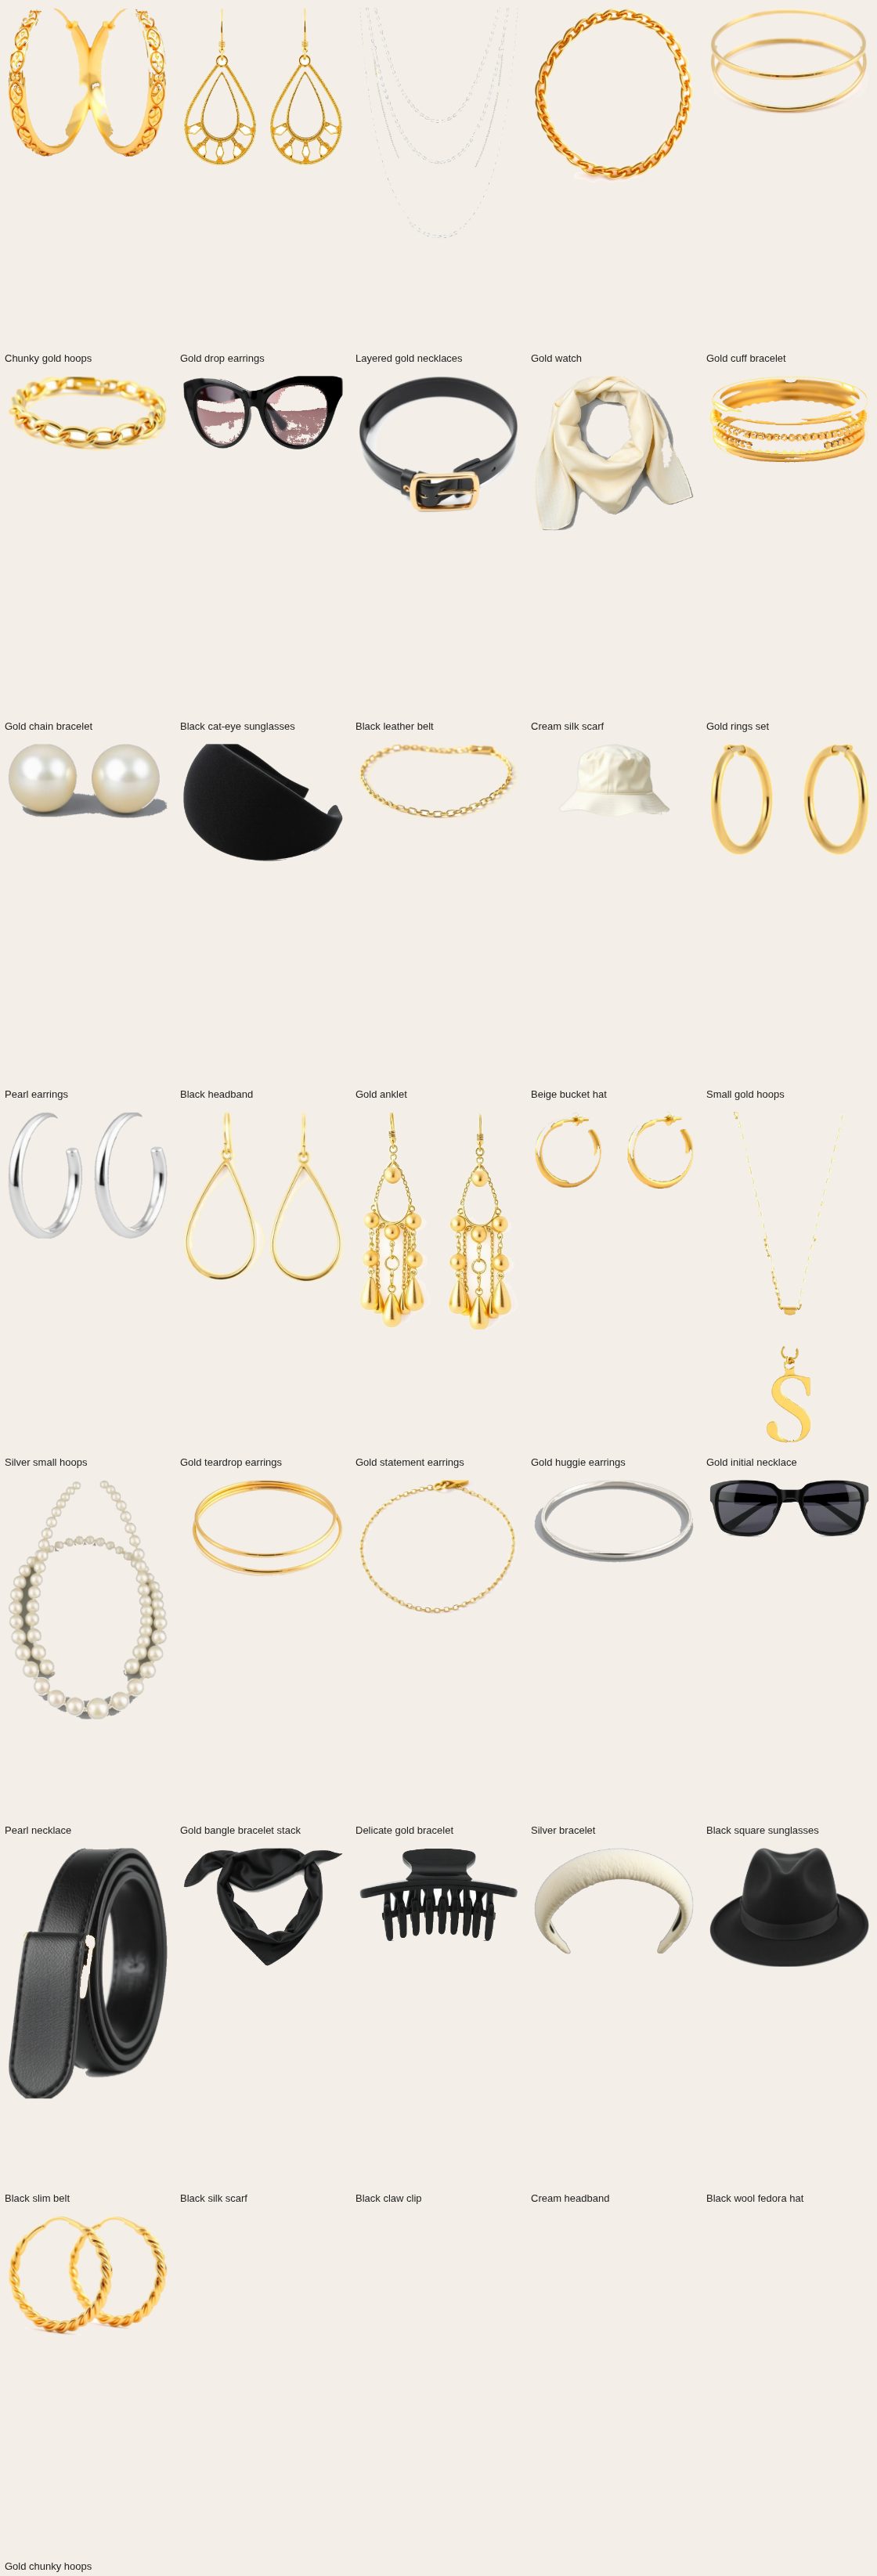 Chunky gold hoops
Gold drop earrings
Layered gold necklaces
Gold watch
Gold cuff bracelet
Gold chain bracelet
Black cat-eye sunglasses
Black leather belt
Cream silk scarf
Gold rings set
Pearl earrings
Black headband
Gold anklet
Beige bucket hat
Small gold hoops
S
Silver small hoops
Gold teardrop earrings
Gold statement earrings
Gold huggie earrings
Gold initial necklace
Pearl necklace
Gold bangle bracelet stack
Delicate gold bracelet
Silver bracelet
Black square sunglasses
Black slim belt
Black silk scarf
Black claw clip
Cream headband
Black wool fedora hat
Gold chunky hoops